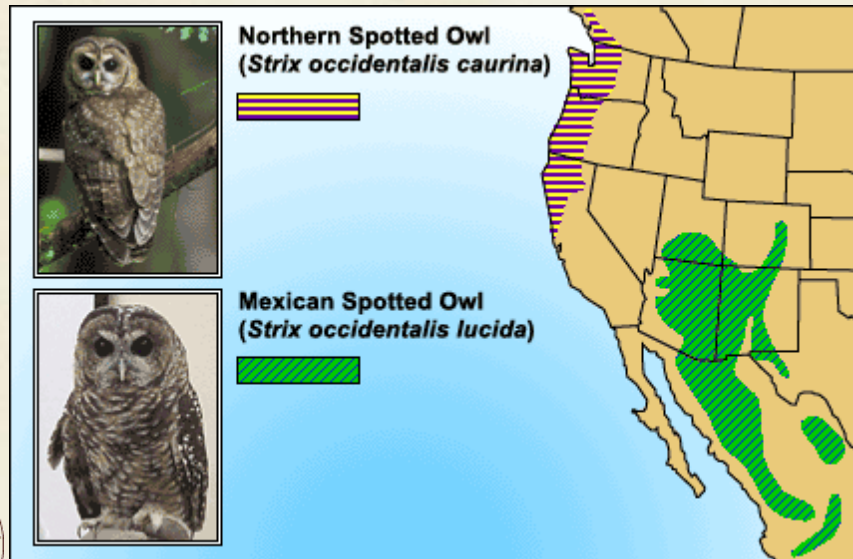 Northern Spotted Owl
(Strix occidentalis caurina)
Mexican Spotted Owl
(Strix occidentalis lucida)